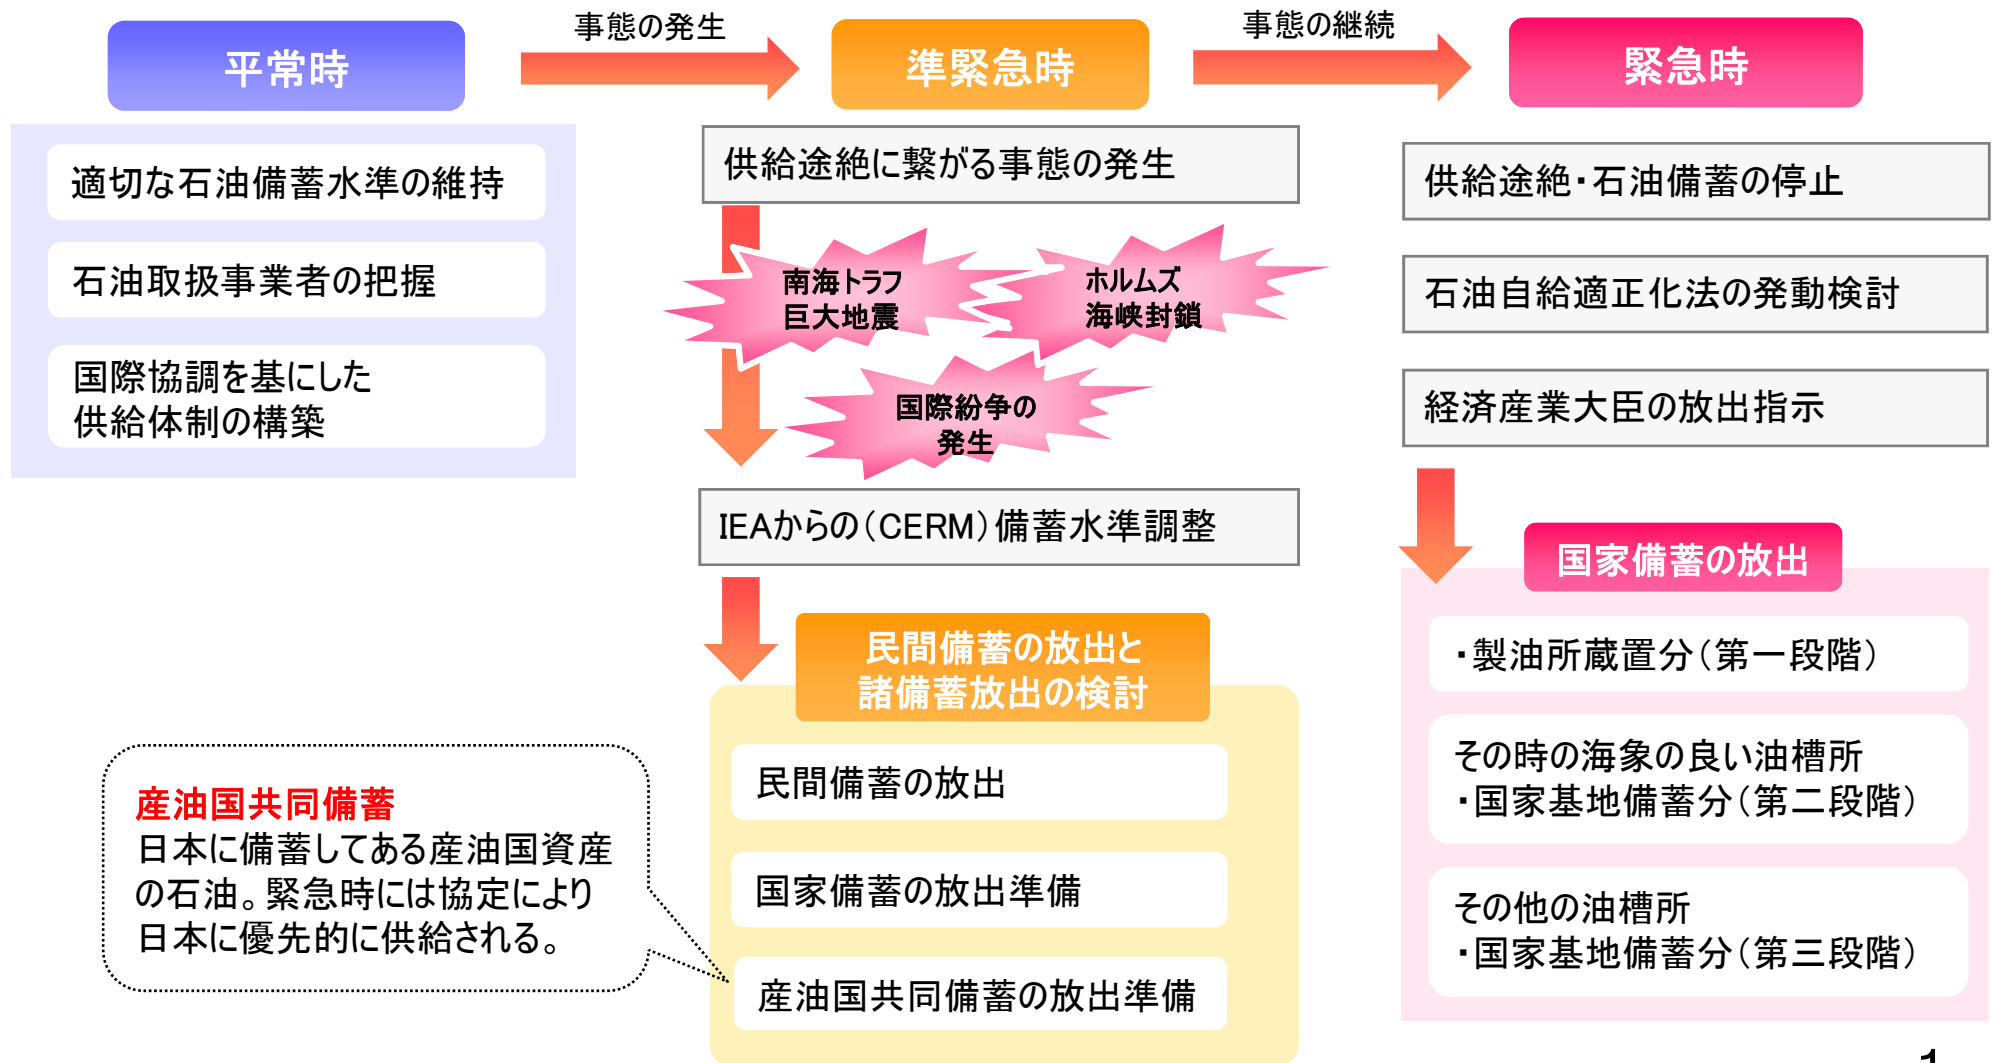 平常時
事態の発生
準緊急時
事態の継続
緊急時
適切な石油備蓄水準の維持
石油取扱事業者の把握
国際協調を基にした
供給体制の構築
供給途絶に繋がる事態の発生
南海トラフ
巨大地震
ホルムズ
海峡封鎖
国際紛争の
発生
IEAからの（CERM）備蓄水準調整
民間備蓄の放出と
諸備蓄放出の検討
民間備蓄の放出
国家備蓄の放出準備
産油国共同備蓄の放出準備
産油国共同備蓄
日本に備蓄してある産油国資産
の石油。緊急時には協定により
日本に優先的に供給される。
供給途絶・石油備蓄の停止
石油自給適正化法の発動検討
経済産業大臣の放出指示
国家備蓄の放出
・製油所蔵置分（第一段階）
その時の海象の良い油槽所
・国家基地備蓄分（第二段階）
その他の油槽所
・国家基地備蓄分（第三段階）
1